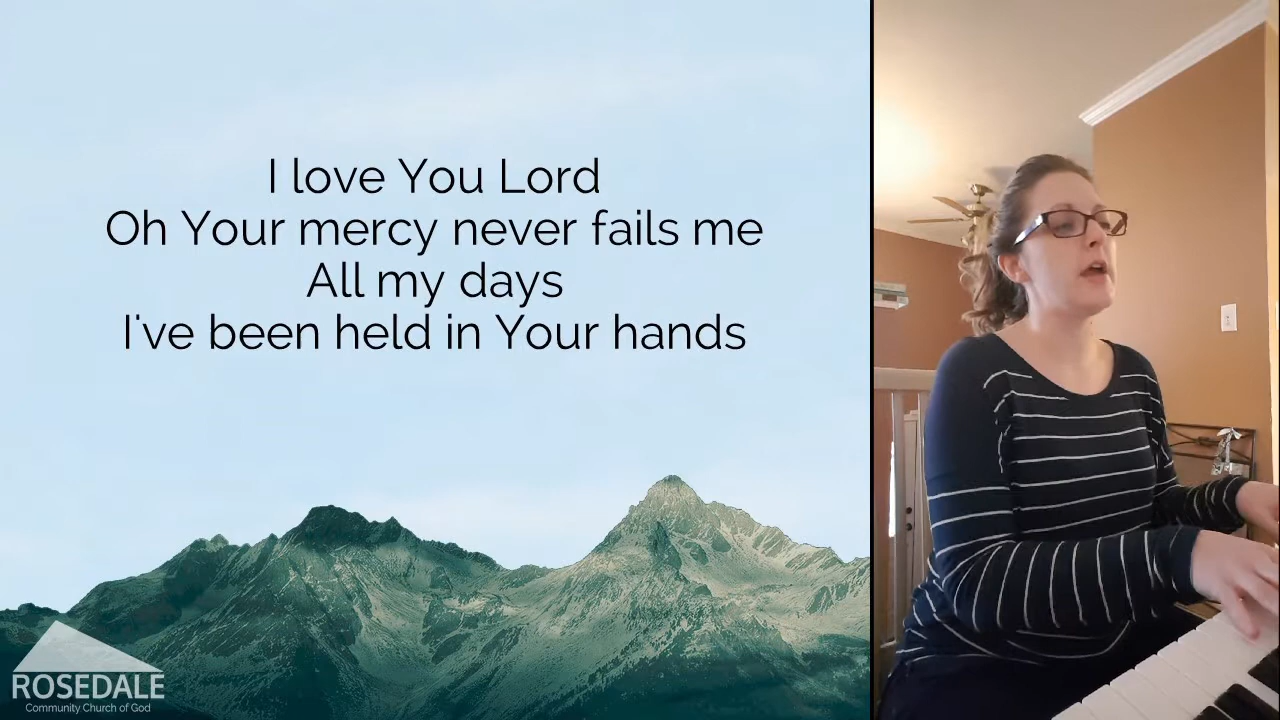 I love You Lord
Oh Your mercy never fails me
All my days
I've been held in Your hands
ROSEDALE
Community Church of God